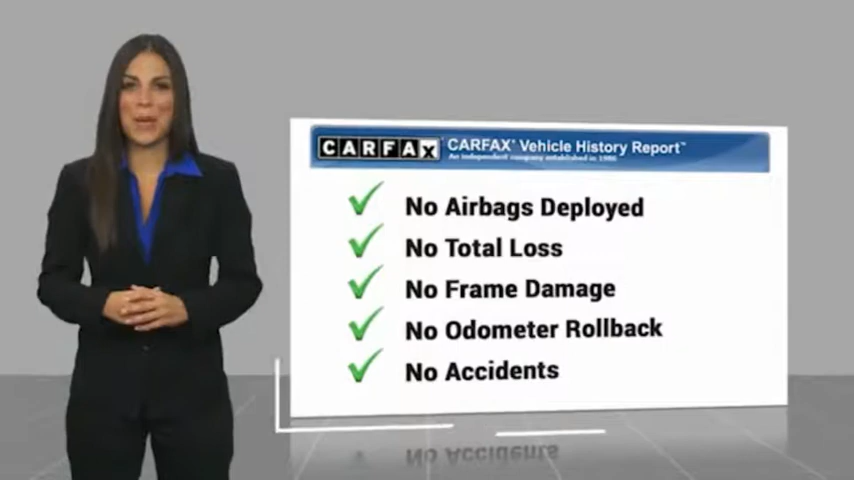 CARFAX CARFAX® Vehicle History Report™
An independent company established in 1986
No Airbags Deployed
No Total Loss
No Frame Damage
No Odometer Rollback
No Accidents
No Accidents